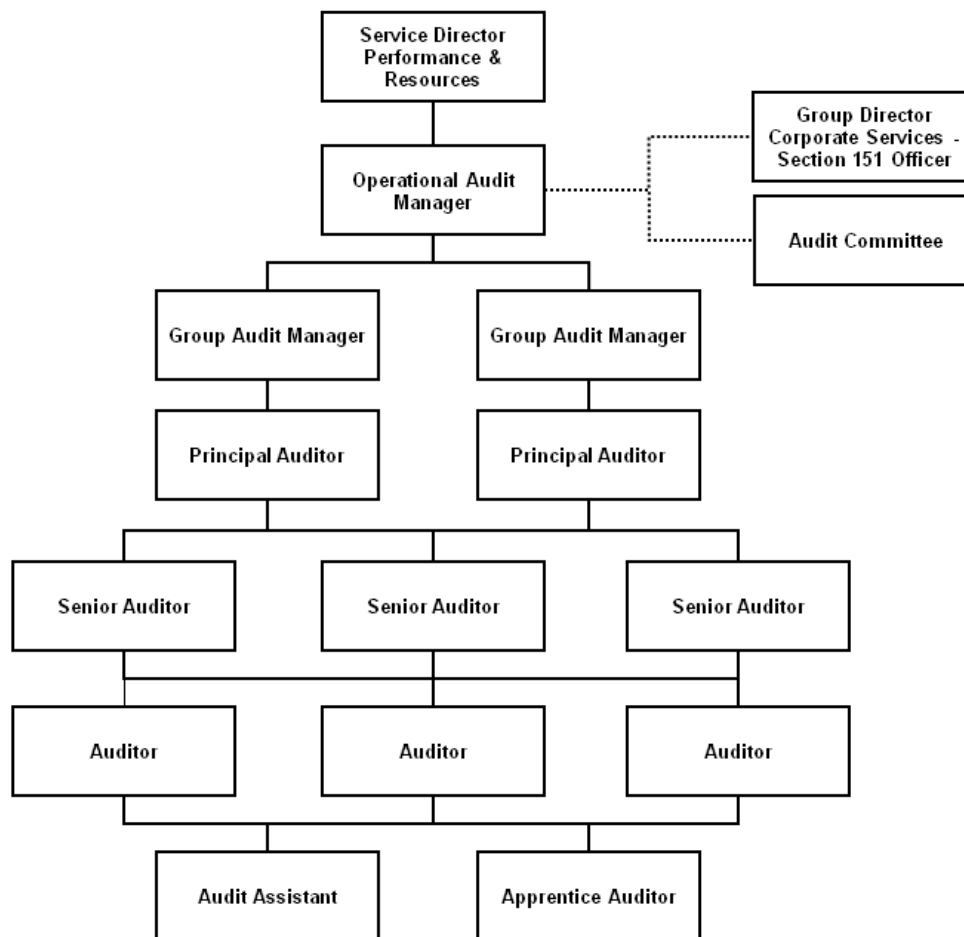 Service Director
Performance &
Resources
Group Director
Corporate Services -
Section 151 Officer
Operational Audit
Manager
Audit Committee
Group Audit Manager
Group Audit Manager
Principal Auditor
Principal Auditor
Senior Auditor
Senior Auditor
Senior Auditor
Auditor
Auditor
Auditor
Audit Assistant
Apprentice Auditor